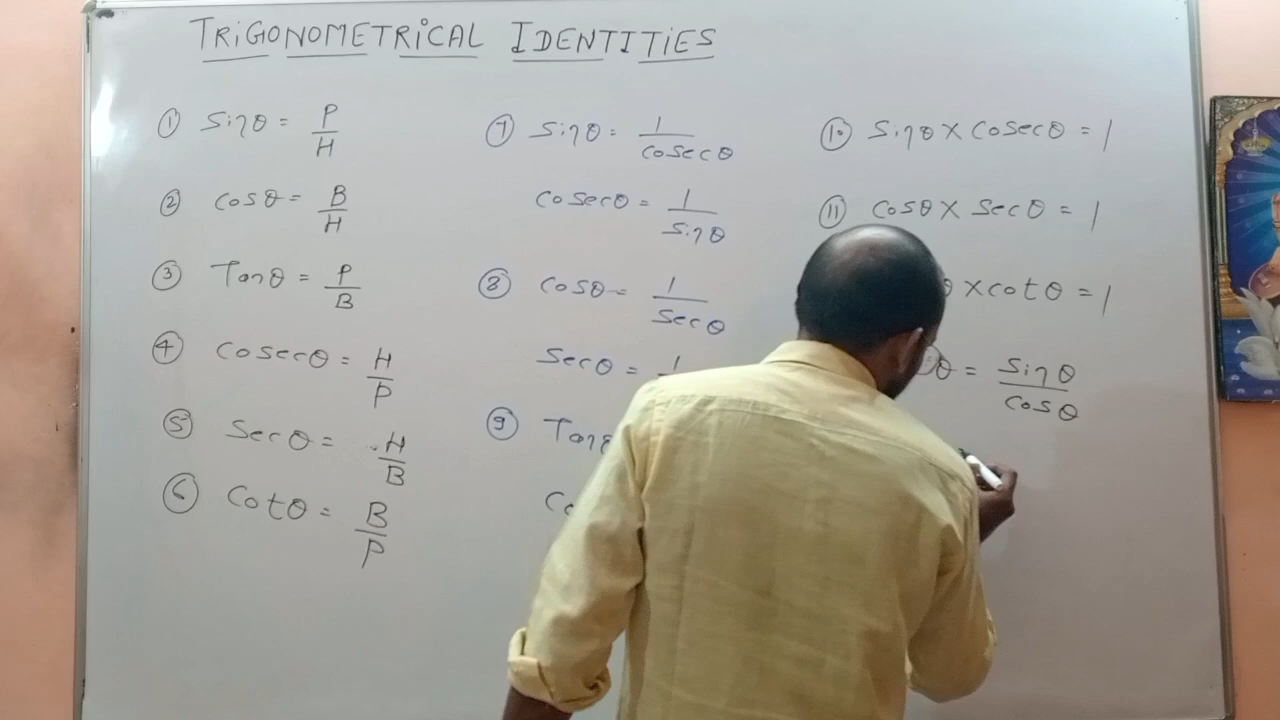 TRIGONOMETRICAL IDENTITIES
① Sinθ = P/H
② cosθ = B/H
③ Tanθ = P/B
④ cosecθ = H/P
⑤ secθ = H/B
⑥ cotθ = B/P
⑦ sinθ = 1/cosecθ
cosecθ = 1/sinθ
⑧ cosθ = 1/secθ
secθ = 1
⑨ Tanθ
⑩ sinθ × cosecθ = 1
⑪ cosθ × secθ = 1
θ × cotθ = 1
θ = sinθ/cosθ